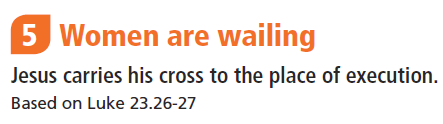 5 Women are wailing
Jesus carries his cross to the place of execution.
Based on Luke 23.26-27